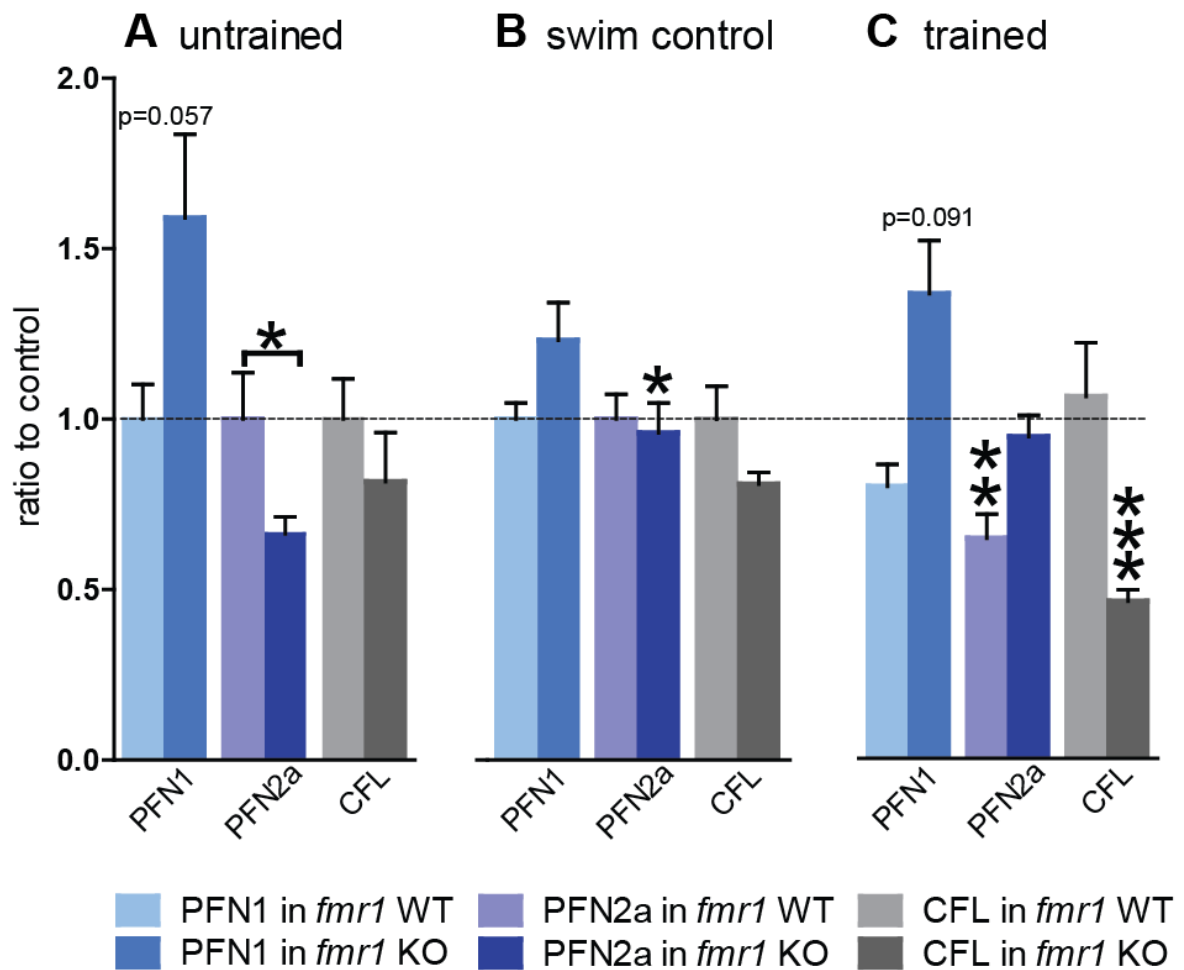 A untrained
B swim control
C trained
ratio to control
2.0
1.5
1.0
0.5
0.0
p=0.057
*
*
p=0.091
**
***
PFN1
PFN2a
CFL
PFN1
PFN2a
CFL
PFN1
PFN2a
CFL
PFN1 in fmr1 WT
PFN2a in fmr1 WT
CFL in fmr1 WT
PFN1 in fmr1 KO
PFN2a in fmr1 KO
CFL in fmr1 KO